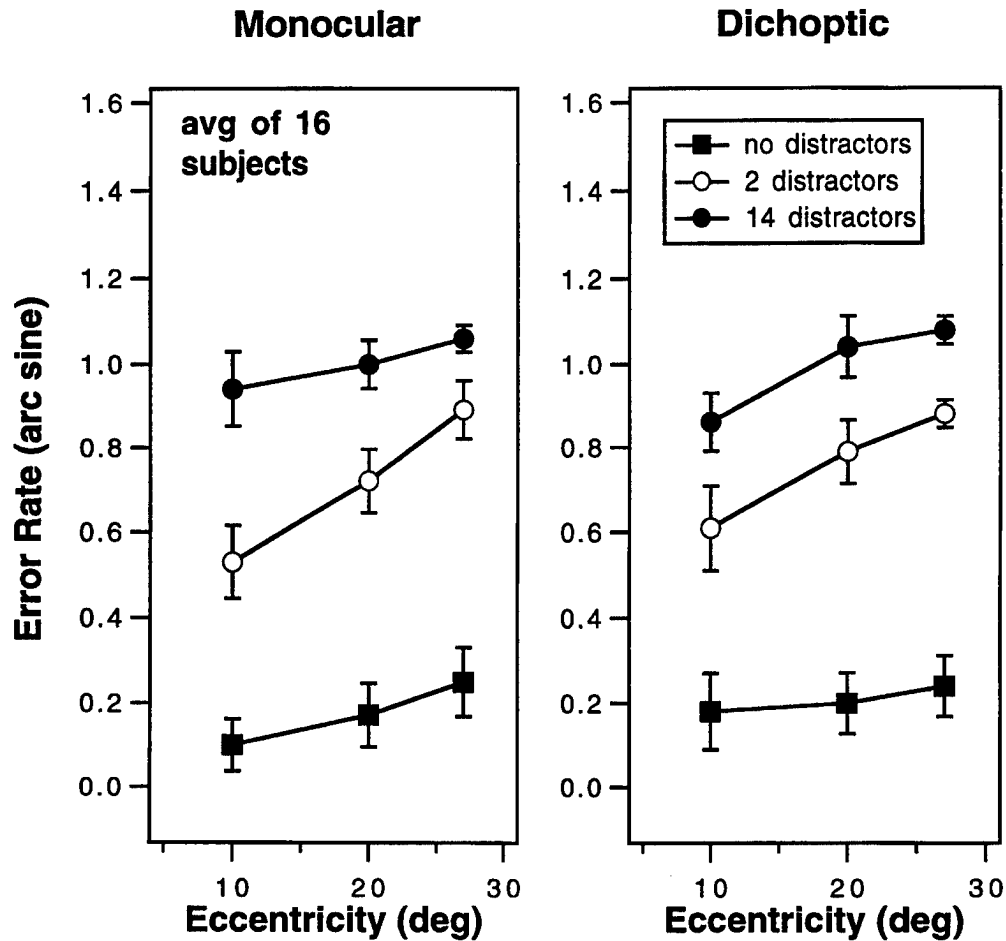 Monocular
Dichoptic
Error Rate (arc sine)
1.6
1.4
1.2
1.0
0.8
0.6
0.4
0.2
0.0
avg of 16
subjects
10 20 30
Eccentricity (deg)
1.6
1.4
1.2
1.0
0.8
0.6
0.4
0.2
0.0
no distractors
2 distractors
14 distractors
10 20 30
Eccentricity (deg)